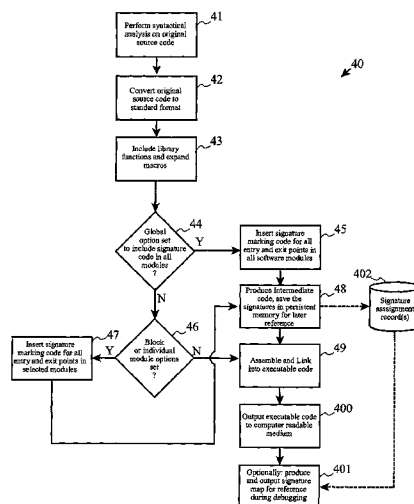 41
Perform syntactical
analysis on original
source code
40
42
Convert original
source code to
standard format
43
Include library
functions and expand
macros
44
Global
option set
to include signature
code in all
modules
?
Y
N
45
Insert signature
marking code for all
entry and exit points in
all software modules
402
Signature
assignment
record(s)
48
Produce Intermediate
code, save the
signatures in persistent
memory for later
reference
46
Block
or individual
module options
set
?
Y
N
47
Insert signature
marking code for all
entry and exit points in
selected modules
49
Assemble and Link
into executable code
400
Output executable code
to computer readable
medium
401
Optionally: produce
and output signature
map for reference
during debugging